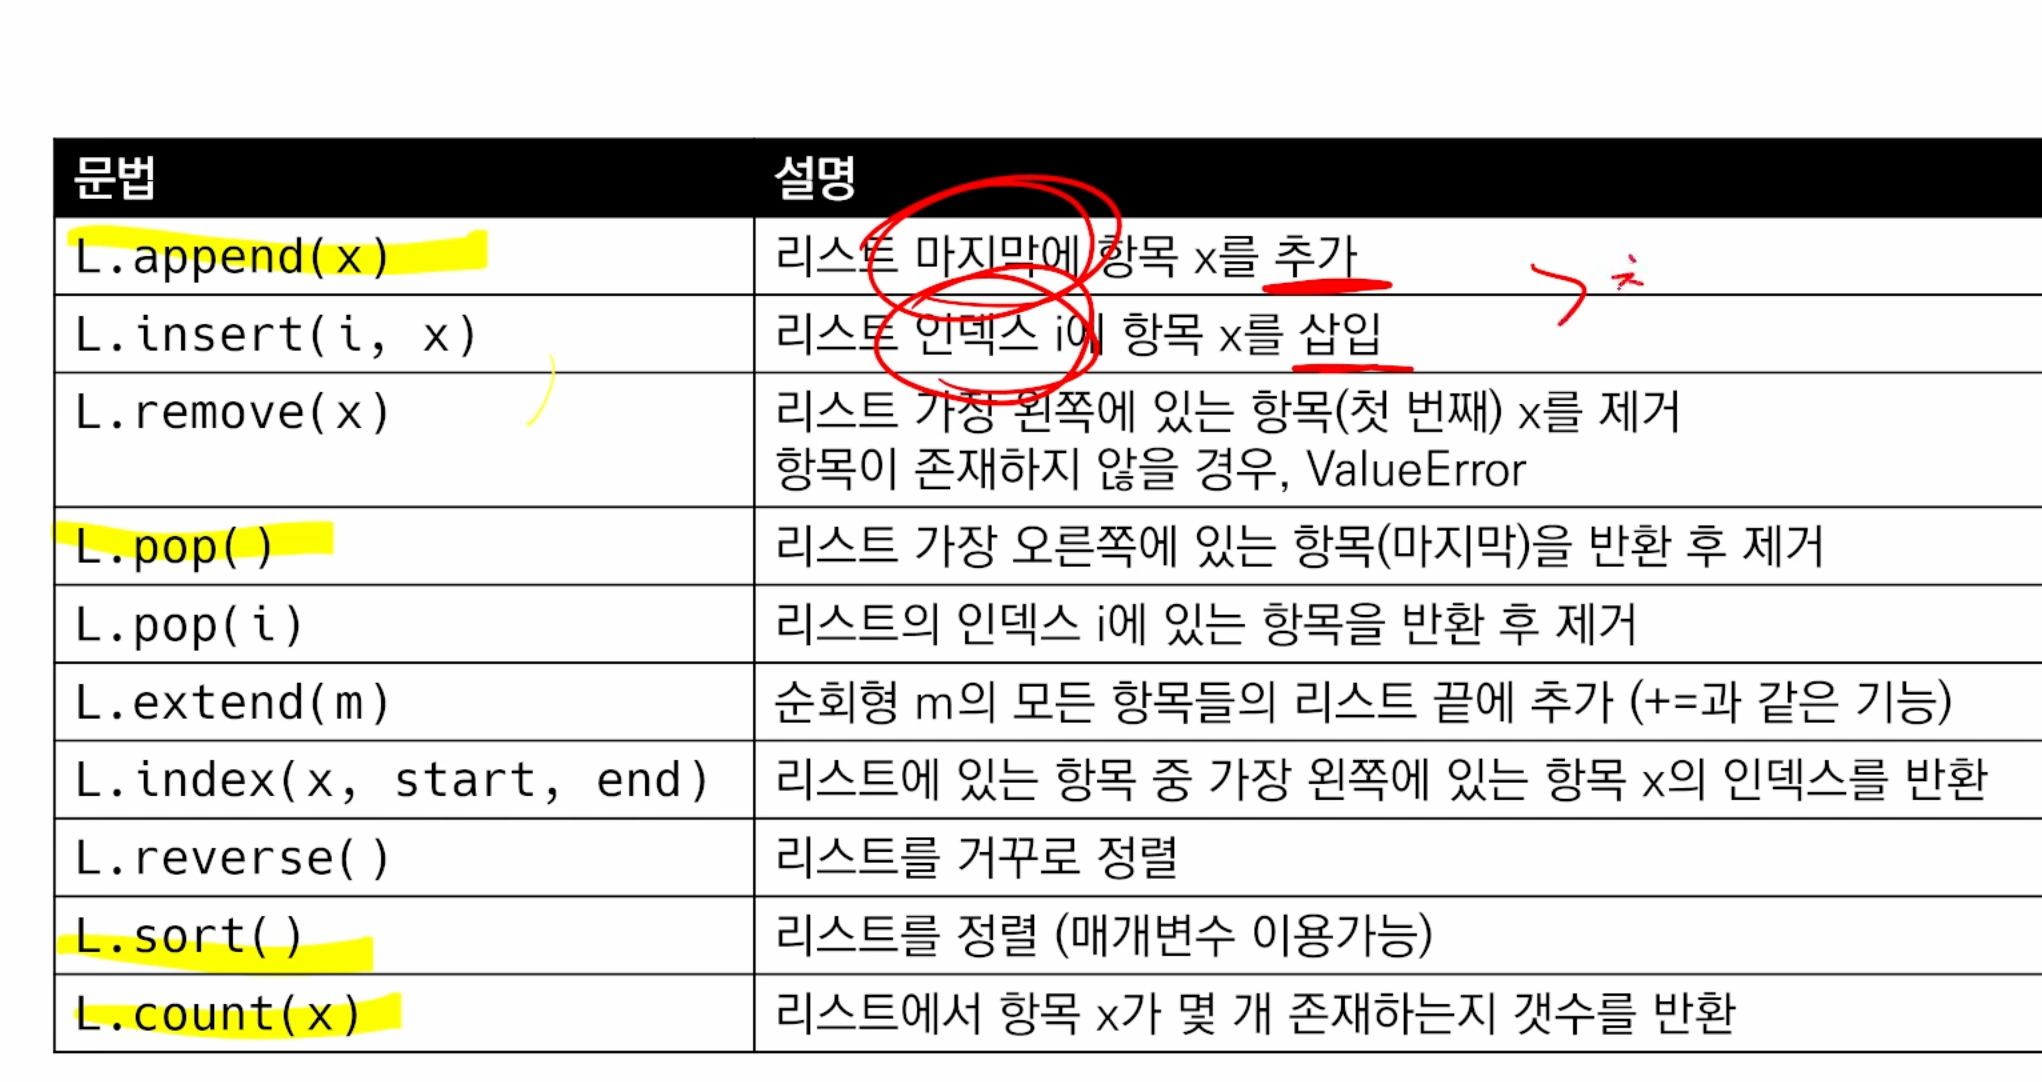 문법 설명
L.append(x) 리스트 마지막에 항목 x를 추가
L.insert(i, x) 리스트 인덱스 i에 항목 x를 삽입
L.remove(x) 리스트 가장 왼쪽에 있는 항목(첫 번째) x를 제거
항목이 존재하지 않을 경우, ValueError
L.pop() 리스트 가장 오른쪽에 있는 항목(마지막)을 반환 후 제거
L.pop(i) 리스트의 인덱스 i에 있는 항목을 반환 후 제거
L.extend(m) 순회형 m의 모든 항목들의 리스트 끝에 추가 (+=과 같은 기능)
L.index(x, start, end) 리스트에 있는 항목 중 가장 왼쪽에 있는 항목 x의 인덱스를 반환
L.reverse() 리스트를 거꾸로 정렬
L.sort() 리스트를 정렬 (매개변수 이용가능)
L.count(x) 리스트에서 항목 x가 몇 개 존재하는지 갯수를 반환